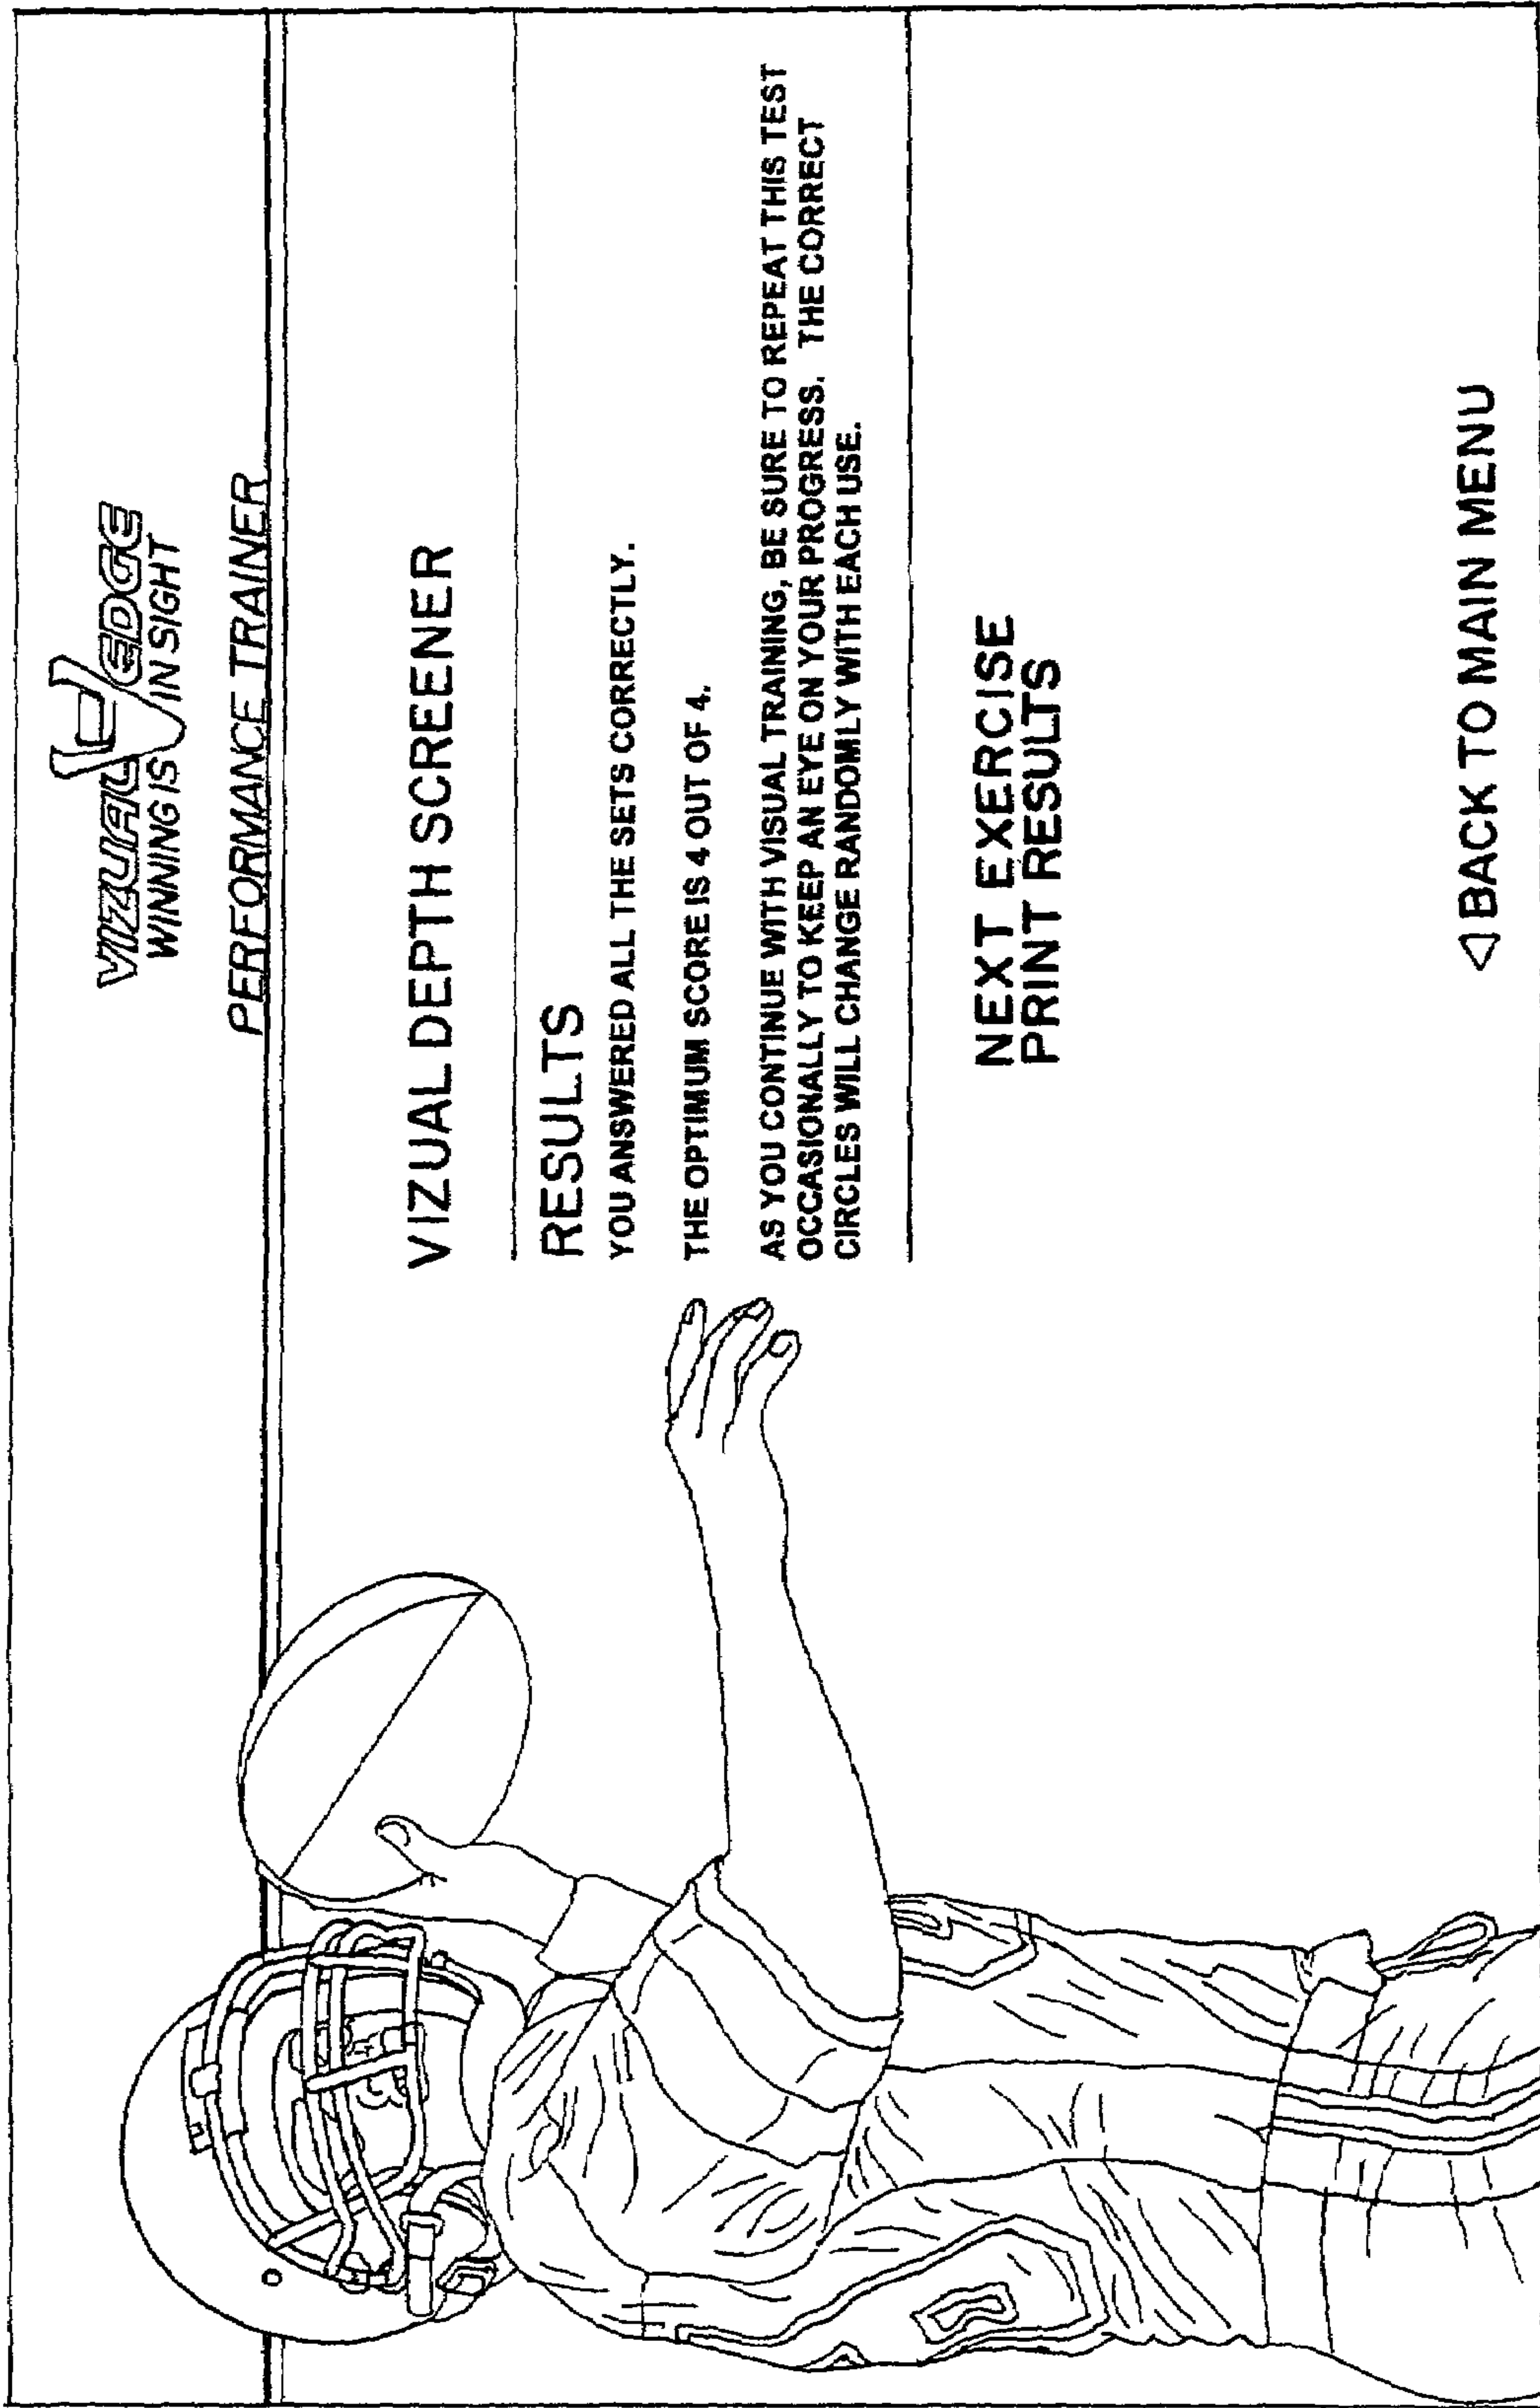 VIZUAL EDGE
WINNING IS IN SIGHT
PERFORMANCE TRAINER
VIZUAL DEPTH SCREENER
RESULTS
YOU ANSWERED ALL THE SETS CORRECTLY.
THE OPTIMUM SCORE IS 4 OUT OF 4.
AS YOU CONTINUE WITH VISUAL TRAINING, BE SURE TO REPEAT THIS TEST
OCCASIONALLY TO KEEP AN EYE ON YOUR PROGRESS. THE CORRECT
CIRCLES WILL CHANGE RANDOMLY WITH EACH USE.
NEXT EXERCISE
PRINT RESULTS
BACK TO MAIN MENU